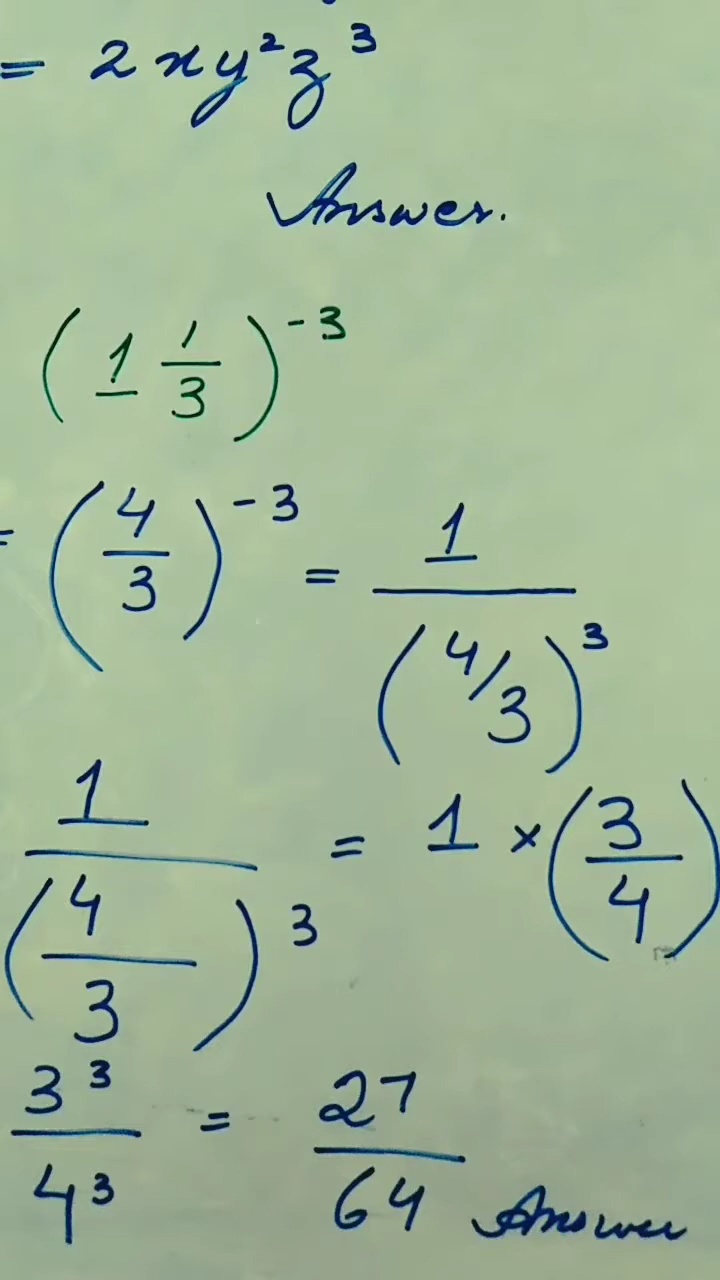 = 2xy²z³
Answer.
(1 1/3)⁻³
= (4/3)⁻³ = 1/(4/3)³
1/(4/3)³ = 1 × (3/4)
3³/4³ = 27/64 Answer